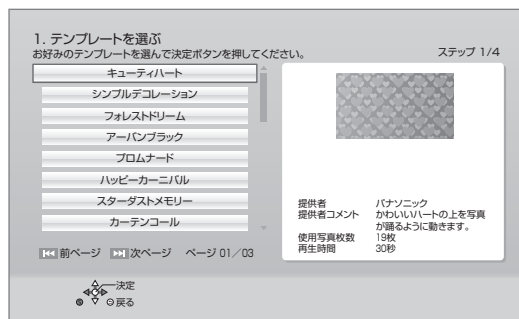 1. テンプレートを選ぶ
お好みのテンプレートを選んで決定ボタンを押してください。
ステップ 1/4
キューティハート
シンプルデコレーション
フォレストドリーム
アーバンブラック
プロムナード
ハッピーカーニバル
スターダストメモリー
カーテンコール
前ページ 次ページ ページ 01/03
提供者 パナソニック
提供者コメント かわいいハートの上を写真
が踊るように動きます。
使用写真枚数 19枚
再生時間 30秒
決定
戻る